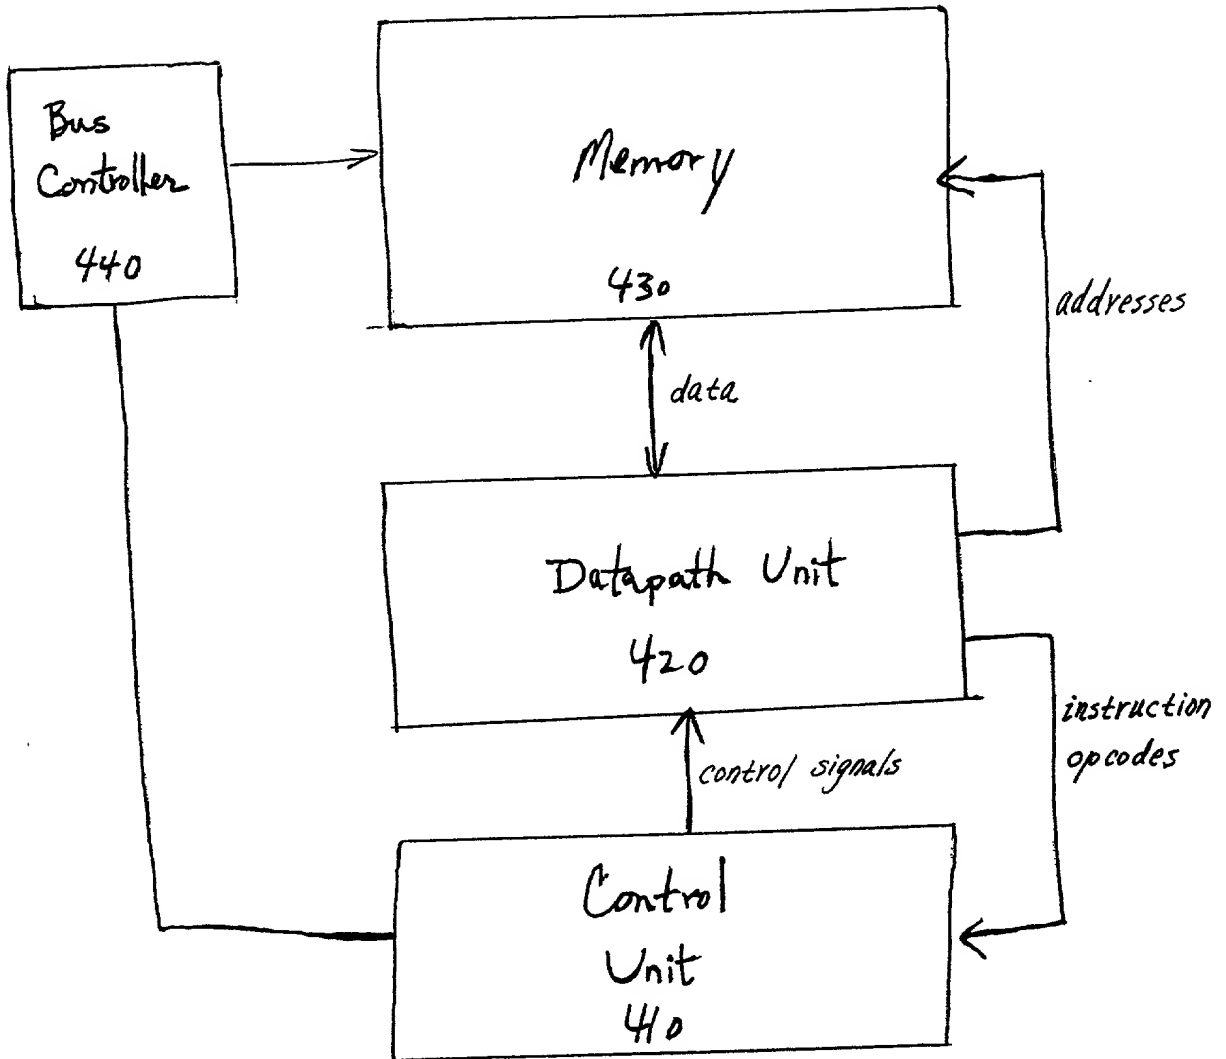 Bus
Controller
440
Memory
430
addresses
data
Datapath Unit
420
instruction
opcodes
control signals
Control
Unit
410